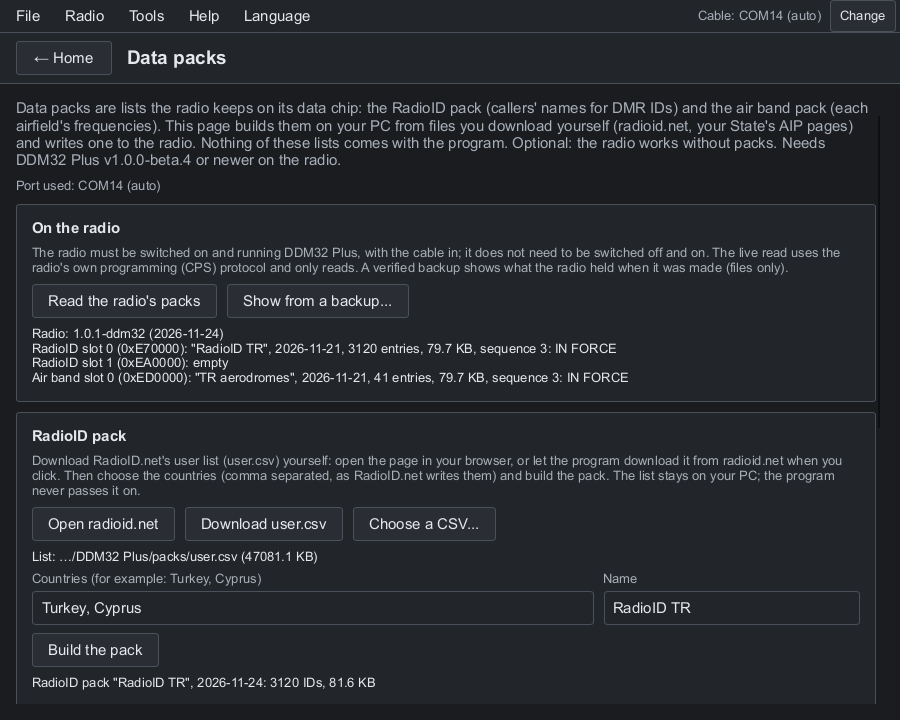 File Radio Tools Help Language Cable: COM14 (auto) Change
← Home Data packs
Data packs are lists the radio keeps on its data chip: the RadioID pack (callers' names for DMR IDs) and the air band pack (each
airfield's frequencies). This page builds them on your PC from files you download yourself (radioid.net, your State's AIP pages)
and writes one to the radio. Nothing of these lists comes with the program. Optional: the radio works without packs. Needs
DDM32 Plus v1.0.0-beta.4 or newer on the radio.
Port used: COM14 (auto)
On the radio
The radio must be switched on and running DDM32 Plus, with the cable in; it does not need to be switched off and on. The live read uses the
radio's own programming (CPS) protocol and only reads. A verified backup shows what the radio held when it was made (files only).
Read the radio's packs Show from a backup...
Radio: 1.0.1-ddm32 (2026-11-24)
RadioID slot 0 (0xE70000): "RadioID TR", 2026-11-21, 3120 entries, 79.7 KB, sequence 3: IN FORCE
RadioID slot 1 (0xEA0000): empty
Air band slot 0 (0xED0000): "TR aerodromes", 2026-11-21, 41 entries, 79.7 KB, sequence 3: IN FORCE
RadioID pack
Download RadioID.net's user list (user.csv) yourself: open the page in your browser, or let the program download it from radioid.net when you
click. Then choose the countries (comma separated, as RadioID.net writes them) and build the pack. The list stays on your PC; the program
never passes it on.
Open radioid.net Download user.csv Choose a CSV...
List: .../DDM32 Plus/packs/user.csv (47081.1 KB)
Countries (for example: Turkey, Cyprus) Name
Turkey, Cyprus RadioID TR
Build the pack
RadioID pack "RadioID TR", 2026-11-24: 3120 IDs, 81.6 KB